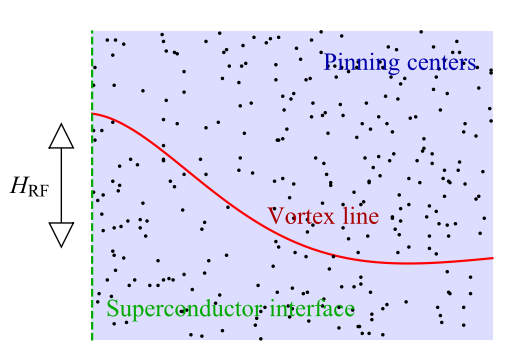 Pinning centers
H_RF
Vortex line
Superconductor interface